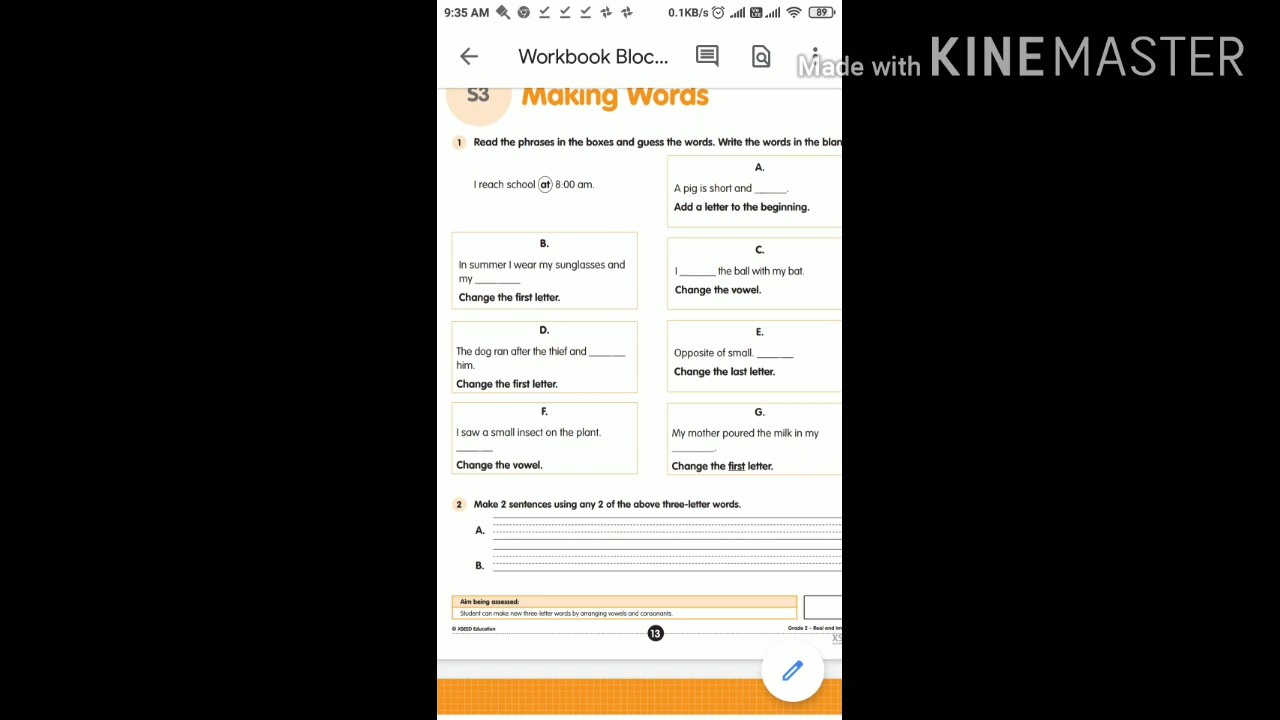 9:35 AM 0.1KB/s 89
Workbook Bloc...
Made with KINEMASTER
S3 Making Words
1 Read the phrases in the boxes and guess the words. Write the words in the blan
I reach school at 8:00 am.
A.
A pig is short and ______.
Add a letter to the beginning.
B.
In summer I wear my sunglasses and
my ________
Change the first letter.
C.
I ______ the ball with my bat.
Change the vowel.
D.
The dog ran after the thief and ______
him.
Change the first letter.
E.
Opposite of small. ______
Change the last letter.
F.
I saw a small insect on the plant.
______
Change the vowel.
G.
My mother poured the milk in my
_______.
Change the first letter.
2 Make 2 sentences using any 2 of the above three-letter words.
A.
B.
Aim being assessed:
Student can make new three-letter words by arranging vowels and consonants.
© XSEED Education
13
Grade 2 – Real and Im
XS